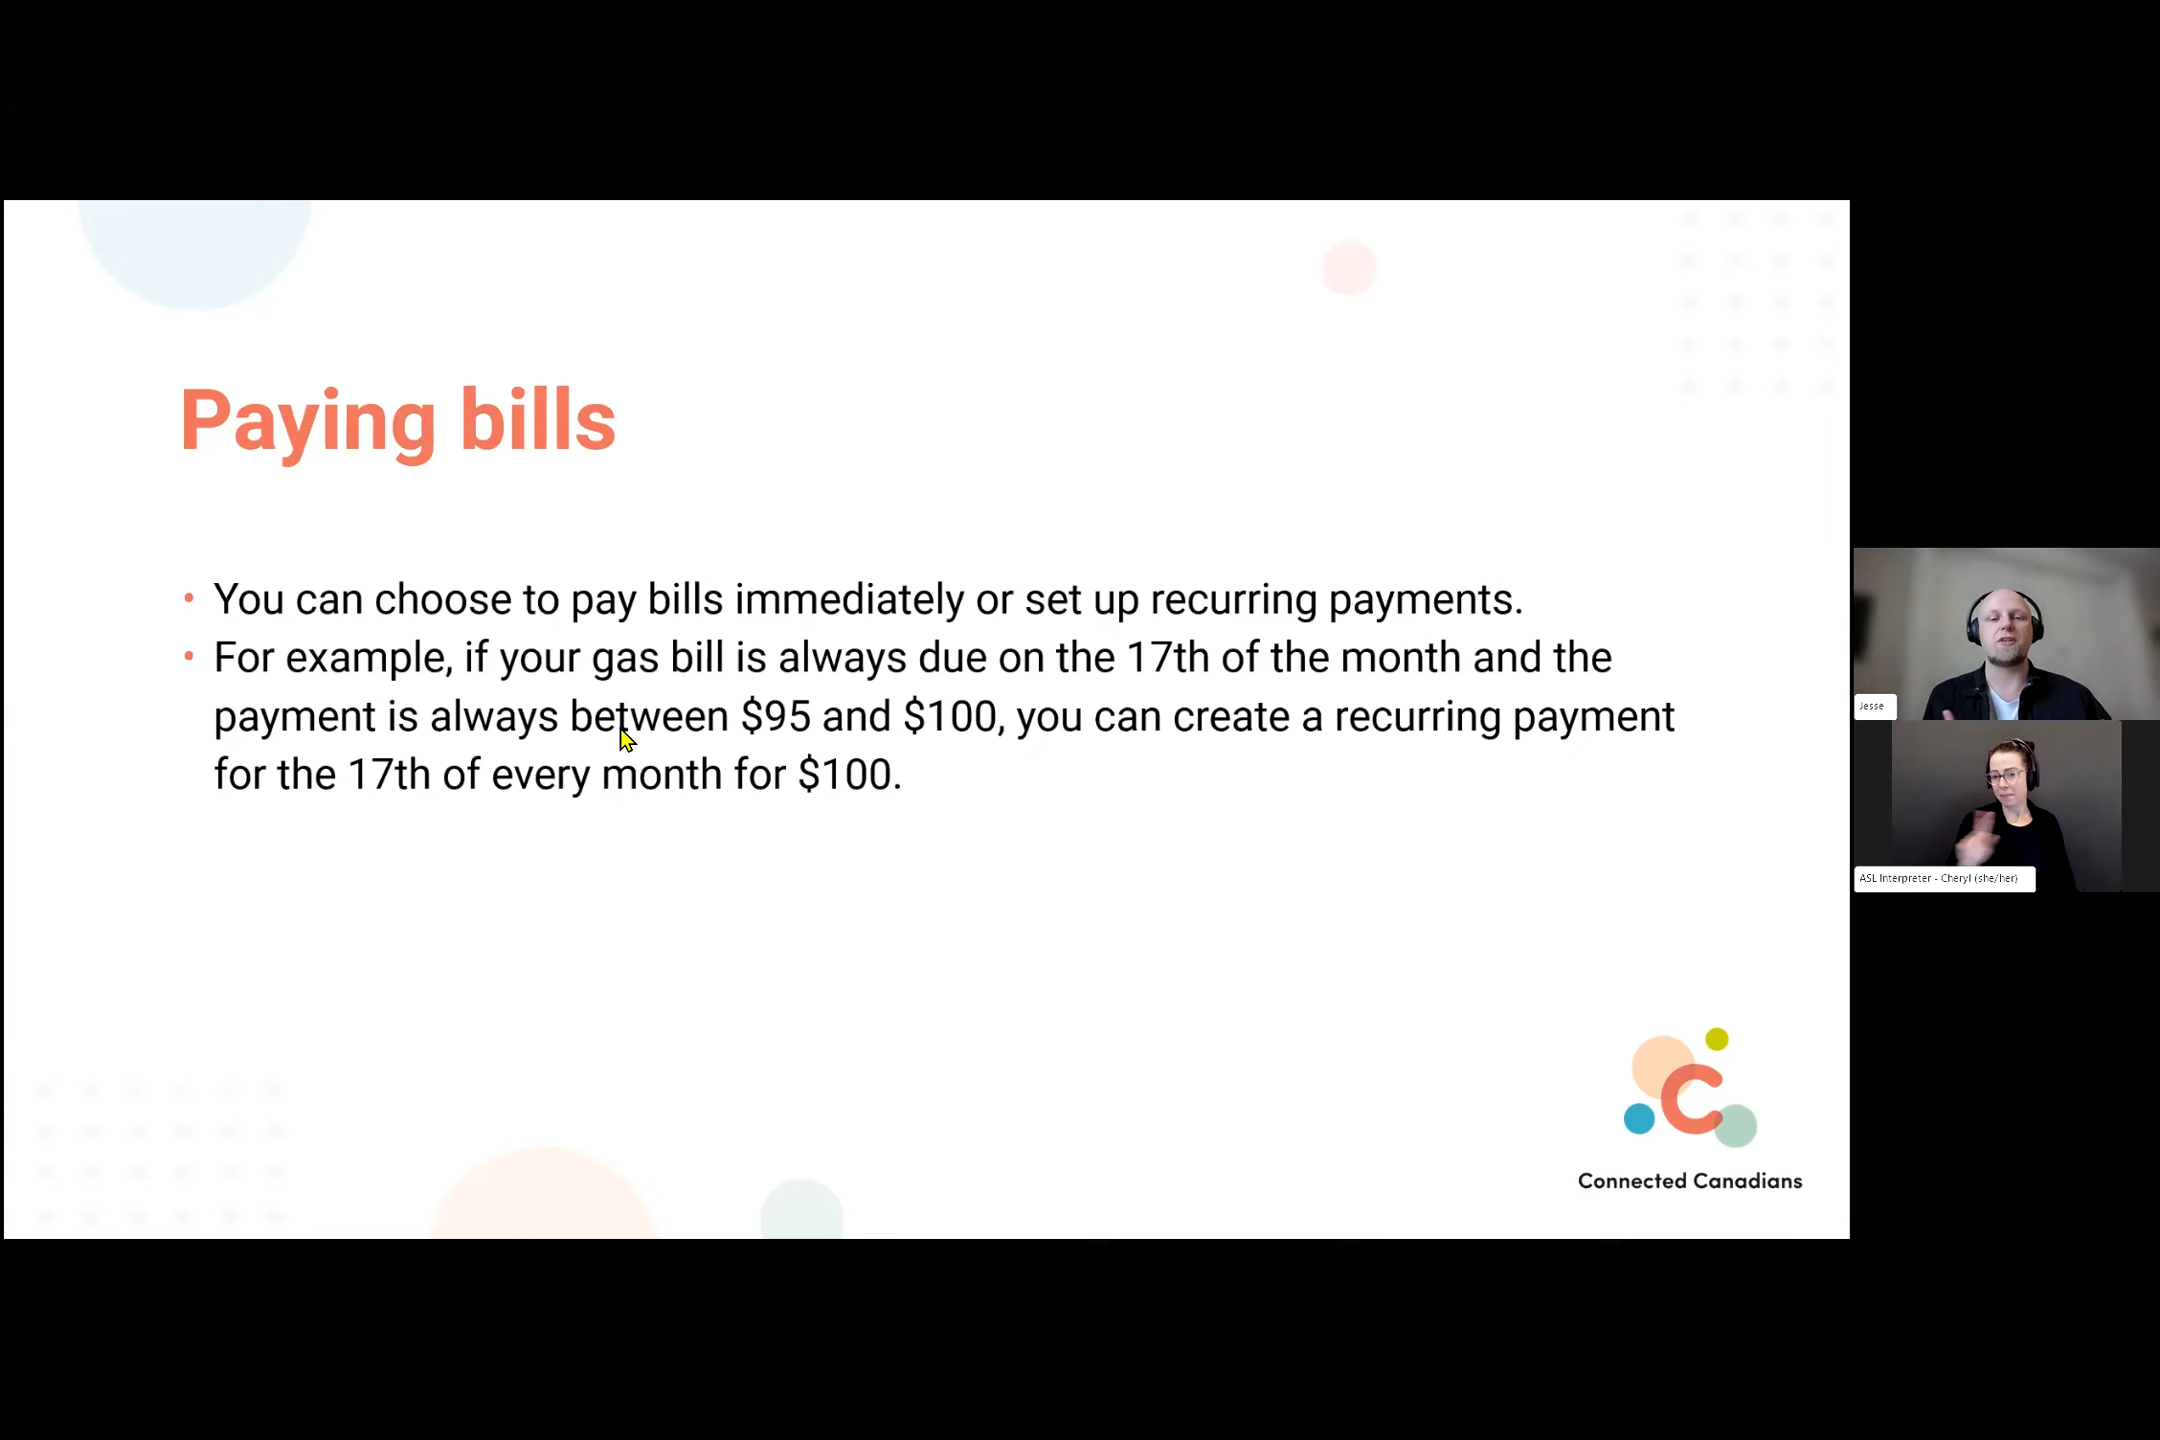 Paying bills
• You can choose to pay bills immediately or set up recurring payments.
• For example, if your gas bill is always due on the 17th of the month and the
payment is always between $95 and $100, you can create a recurring payment
for the 17th of every month for $100.
Jesse
ASL Interpreter - Cheryl (she/her)
C
Connected Canadians